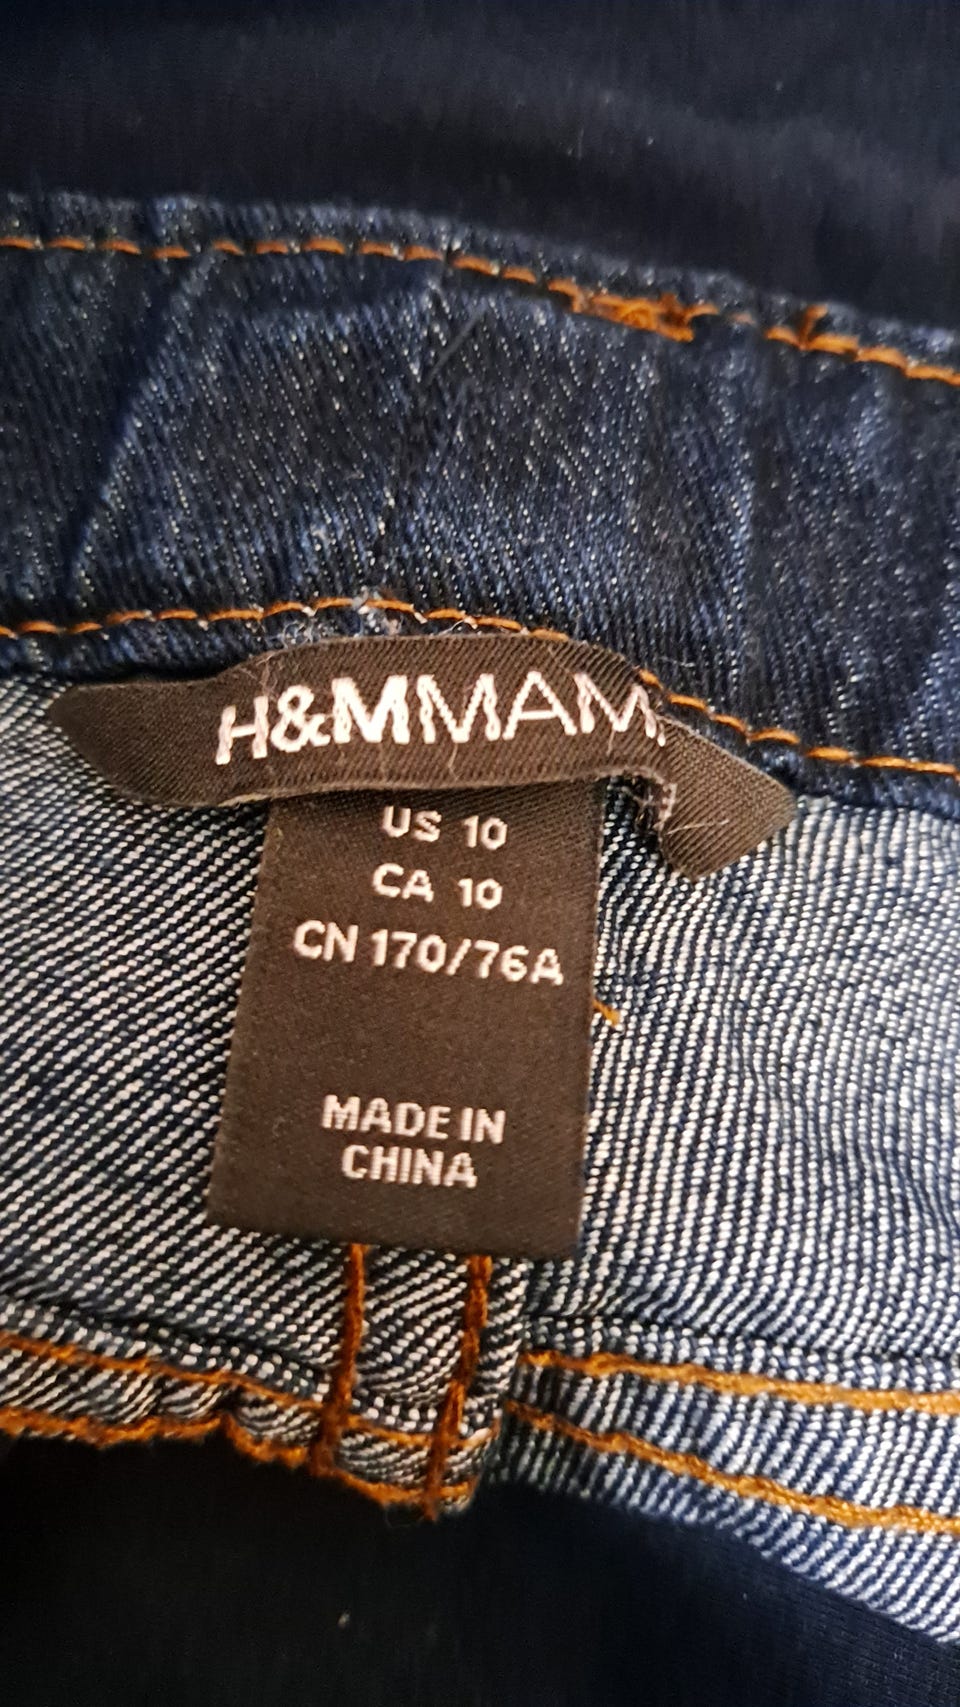 H&MMAMA
US 10
CA 10
CN 170/76A
MADE IN
CHINA